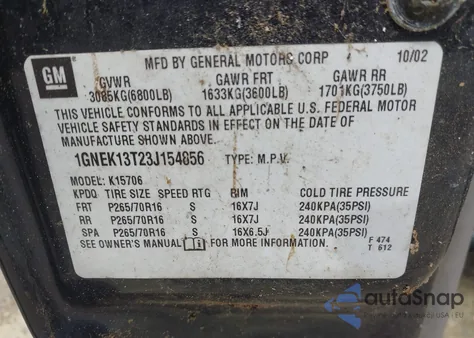 MFD BY GENERAL MOTORS CORP 10/02
GM
GVWR GAWR FRT GAWR RR
3085KG(6800LB) 1633KG(3600LB) 1701KG(3750LB)
THIS VEHICLE CONFORMS TO ALL APPLICABLE U.S. FEDERAL MOTOR
VEHICLE SAFETY STANDARDS IN EFFECT ON THE DATE OF
MANUFACTURE SHOWN ABOVE.
1GNEK13T23J154856 TYPE: M.P.V.
MODEL: K15706
KPDQ TIRE SIZE SPEED RTG RIM COLD TIRE PRESSURE
FRT P265/70R16 S 16X7J 240KPA(35PSI)
RR P265/70R16 S 16X7J 240KPA(35PSI)
SPA P265/70R16 S 16X6.5J 240KPA(35PSI)
SEE OWNER'S MANUAL FOR MORE INFORMATION
F 474
T 612
autoSnap